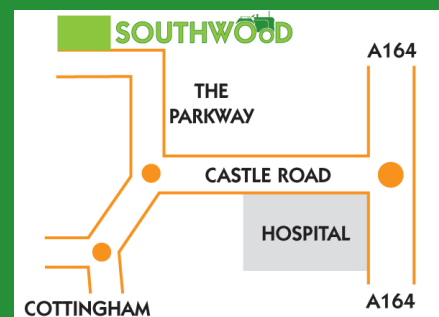 SOUTHWOOD
A164
THE
PARKWAY
CASTLE ROAD
HOSPITAL
A164
COTTINGHAM